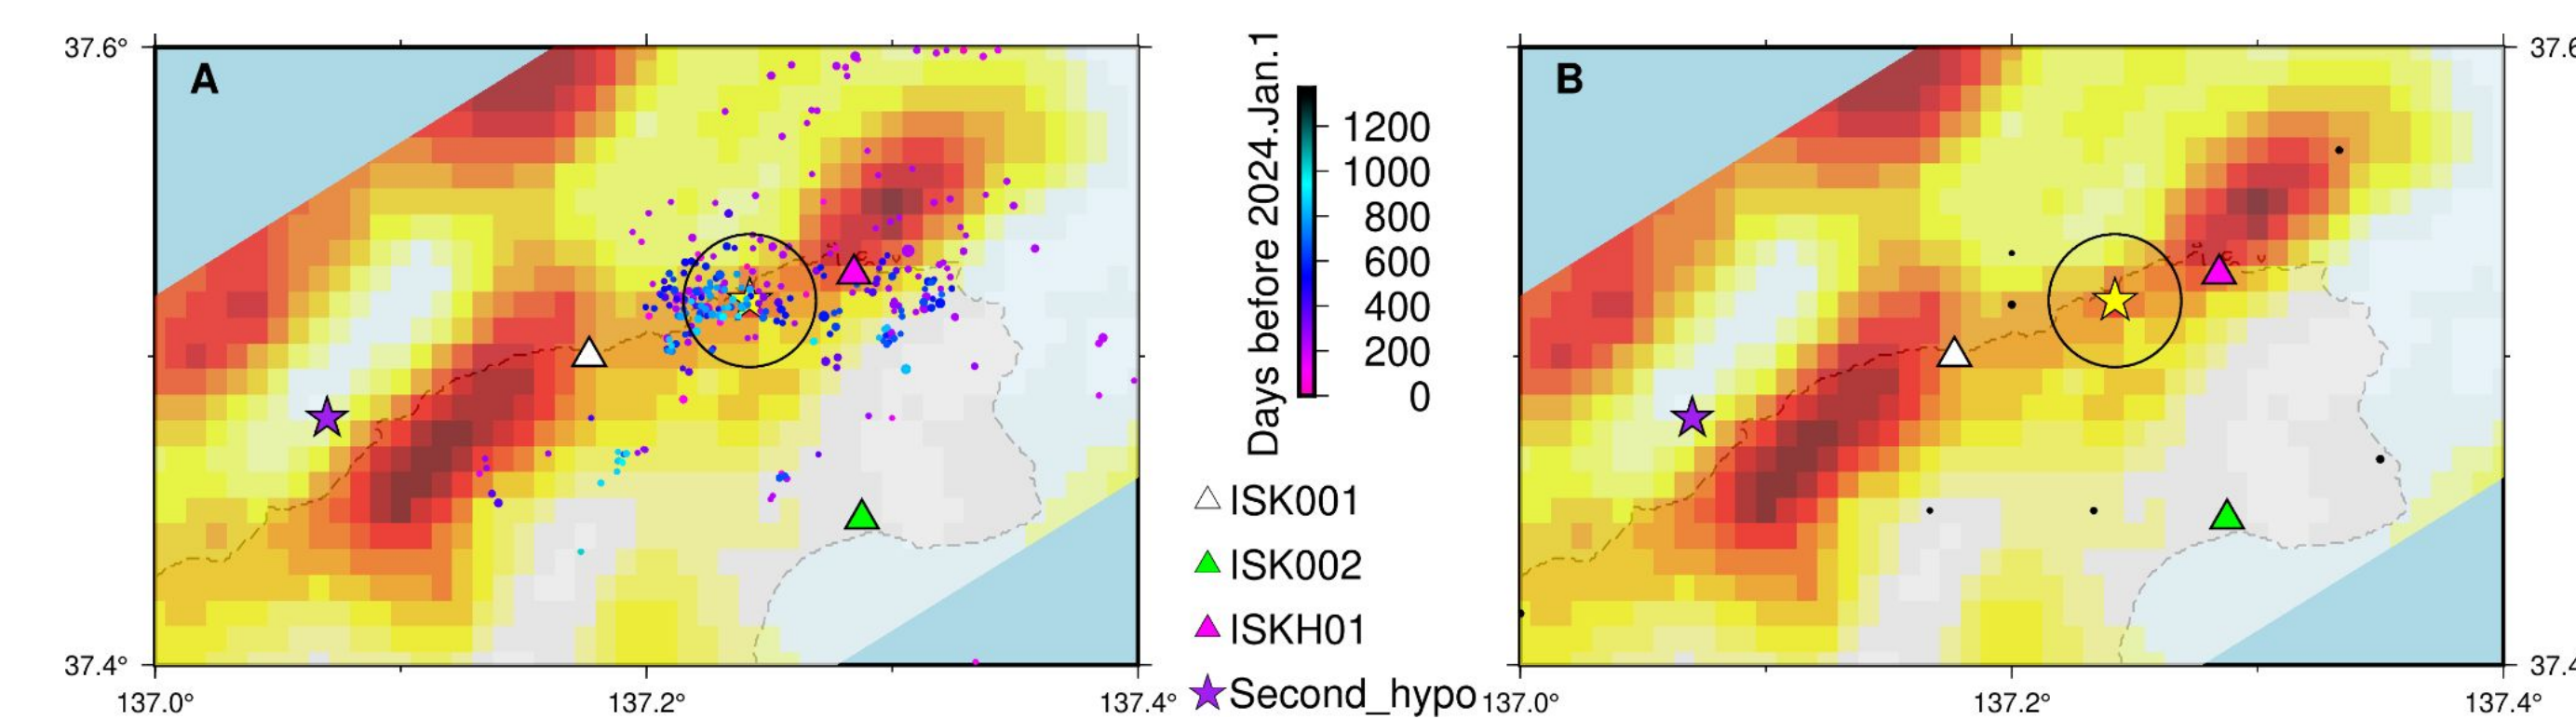 37.6°
A
Days before 2024.Jan.1
1200
1000
800
600
400
200
0
ISK001
ISK002
ISKH01
Second_hypo
37.4°
137.0°
137.2°
137.4°
B
37.6
37.4
137.0°
137.2°
137.4°